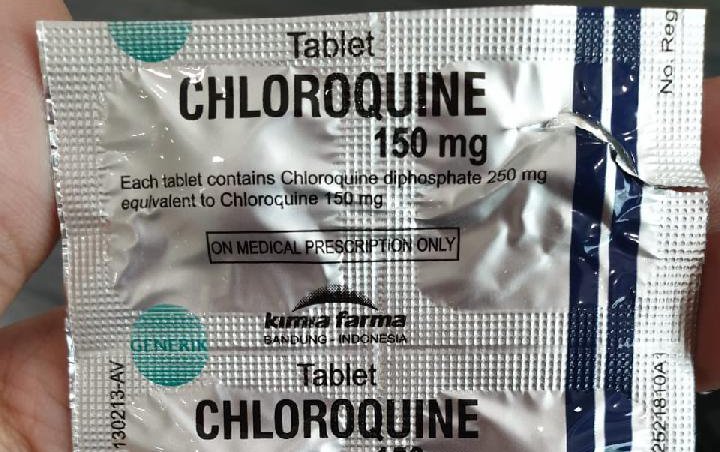 Tablet
CHLOROQUINE
150 mg
Each tablet contains Chloroquine diphosphate 250 mg
equivalent to Chloroquine 150 mg
ON MEDICAL PRESCRIPTION ONLY
kimia farma
BANDUNG - INDONESIA
GENERIK
Tablet
CHLOROQUINE
No. Reg
130213-AV
2521810A1